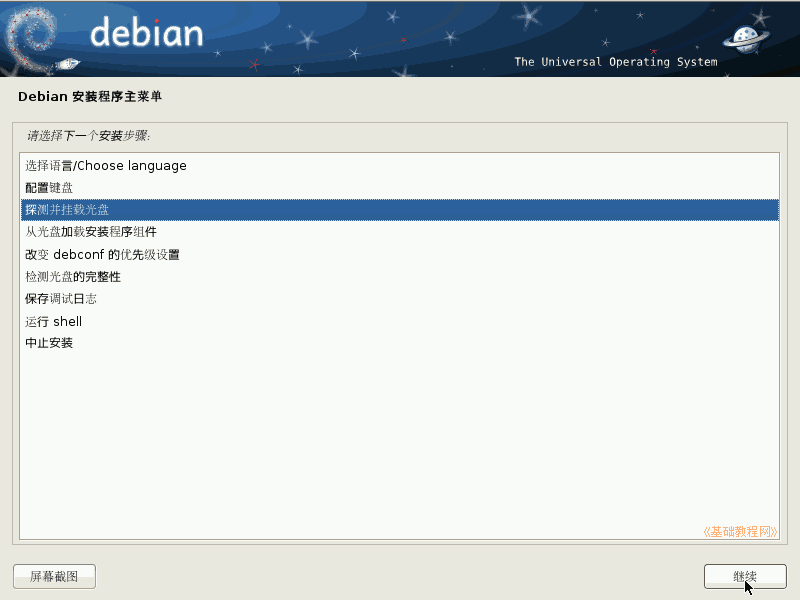 debian
The Universal Operating System
Debian 安装程序主菜单
请选择下一个安装步骤:
选择语言/Choose language
配置键盘
探测并挂载光盘
从光盘加载安装程序组件
改变 debconf 的优先级设置
检测光盘的完整性
保存调试日志
运行 shell
中止安装
《基础教程网》
屏幕截图
继续